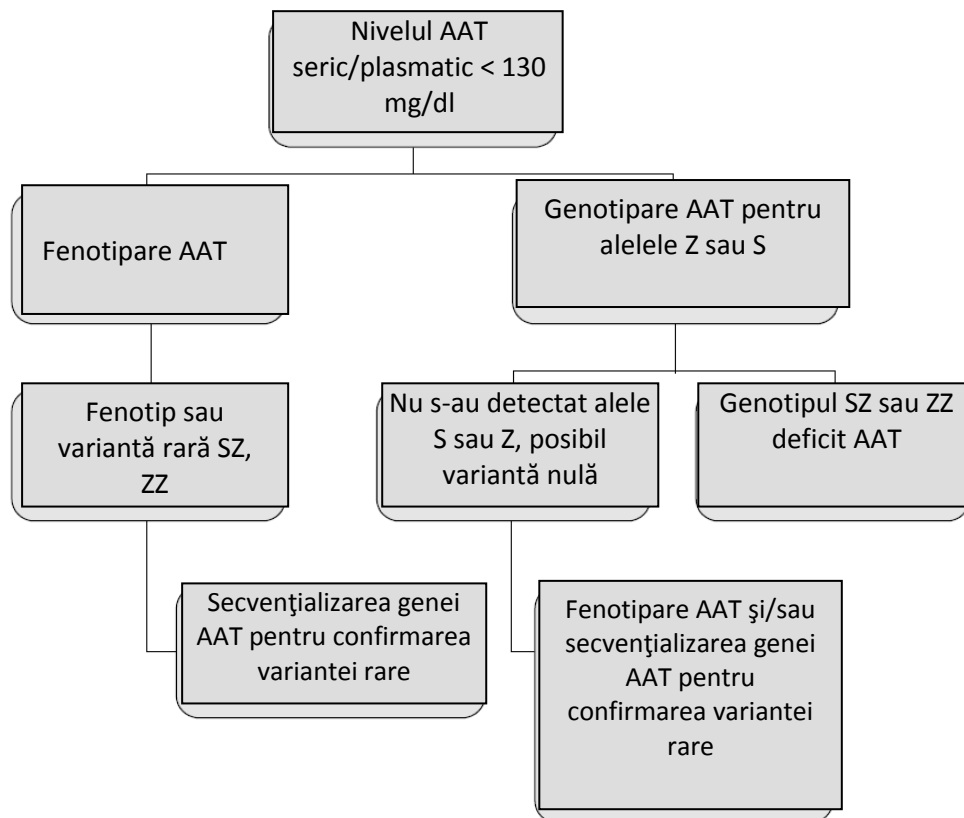 Nivelul AAT
seric/plasmatic < 130
mg/dl
Fenotipare AAT
Genotipare AAT pentru
alelele Z sau S
Fenotip sau
variantă rară SZ,
ZZ
Nu s-au detectat alele
S sau Z, posibil
variantă nulă
Genotipul SZ sau ZZ
deficit AAT
Secvenţializarea genei
AAT pentru confirmarea
variantei rare
Fenotipare AAT şi/sau
secvenţializarea genei
AAT pentru
confirmarea variantei
rare